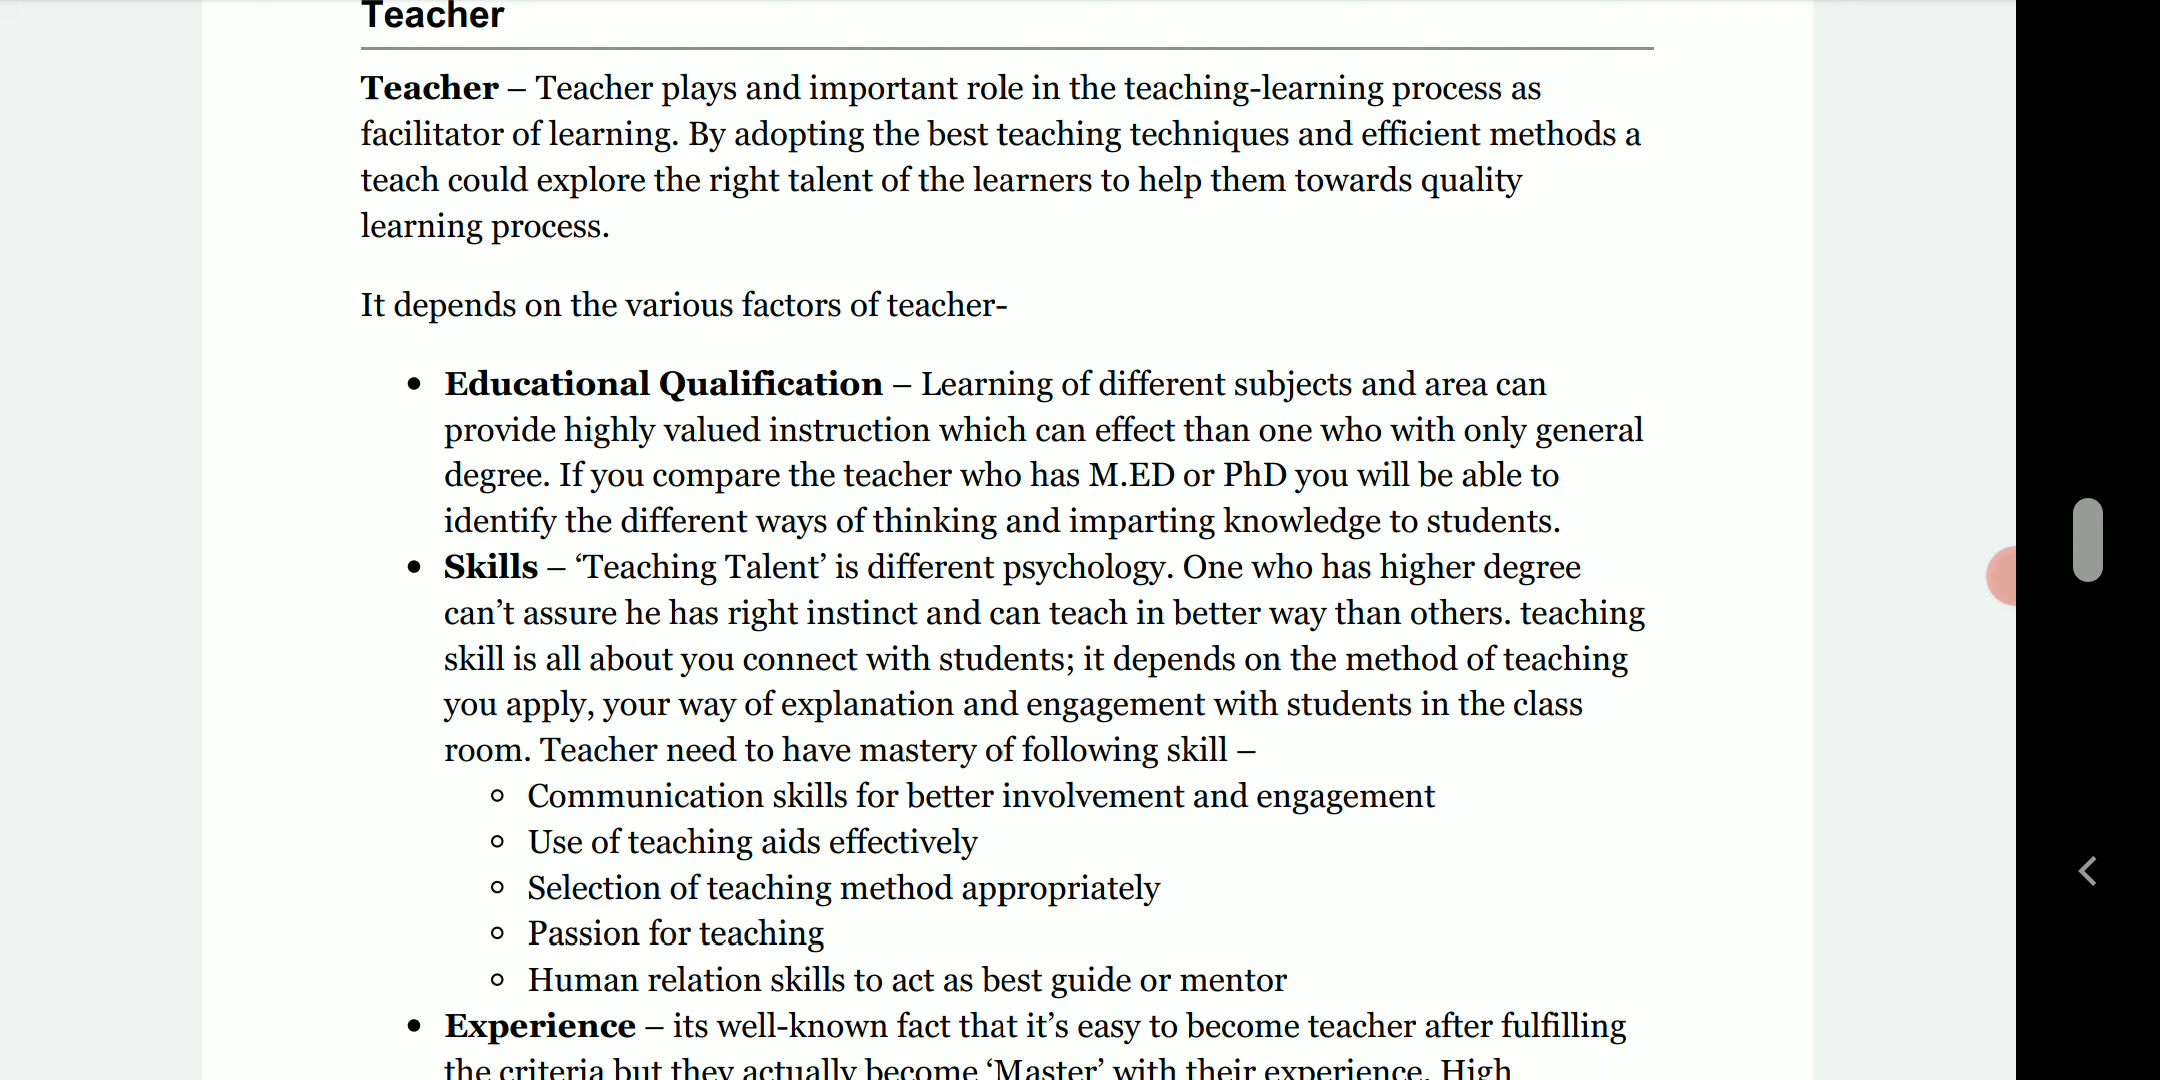 Teacher
Teacher – Teacher plays and important role in the teaching-learning process as
facilitator of learning. By adopting the best teaching techniques and efficient methods a
teach could explore the right talent of the learners to help them towards quality
learning process.
It depends on the various factors of teacher-
• Educational Qualification – Learning of different subjects and area can
provide highly valued instruction which can effect than one who with only general
degree. If you compare the teacher who has M.ED or PhD you will be able to
identify the different ways of thinking and imparting knowledge to students.
• Skills – ‘Teaching Talent’ is different psychology. One who has higher degree
can’t assure he has right instinct and can teach in better way than others. teaching
skill is all about you connect with students; it depends on the method of teaching
you apply, your way of explanation and engagement with students in the class
room. Teacher need to have mastery of following skill –
◦ Communication skills for better involvement and engagement
◦ Use of teaching aids effectively
◦ Selection of teaching method appropriately
◦ Passion for teaching
◦ Human relation skills to act as best guide or mentor
• Experience – its well-known fact that it’s easy to become teacher after fulfilling
the criteria but they actually become ‘Master’ with their experience. High